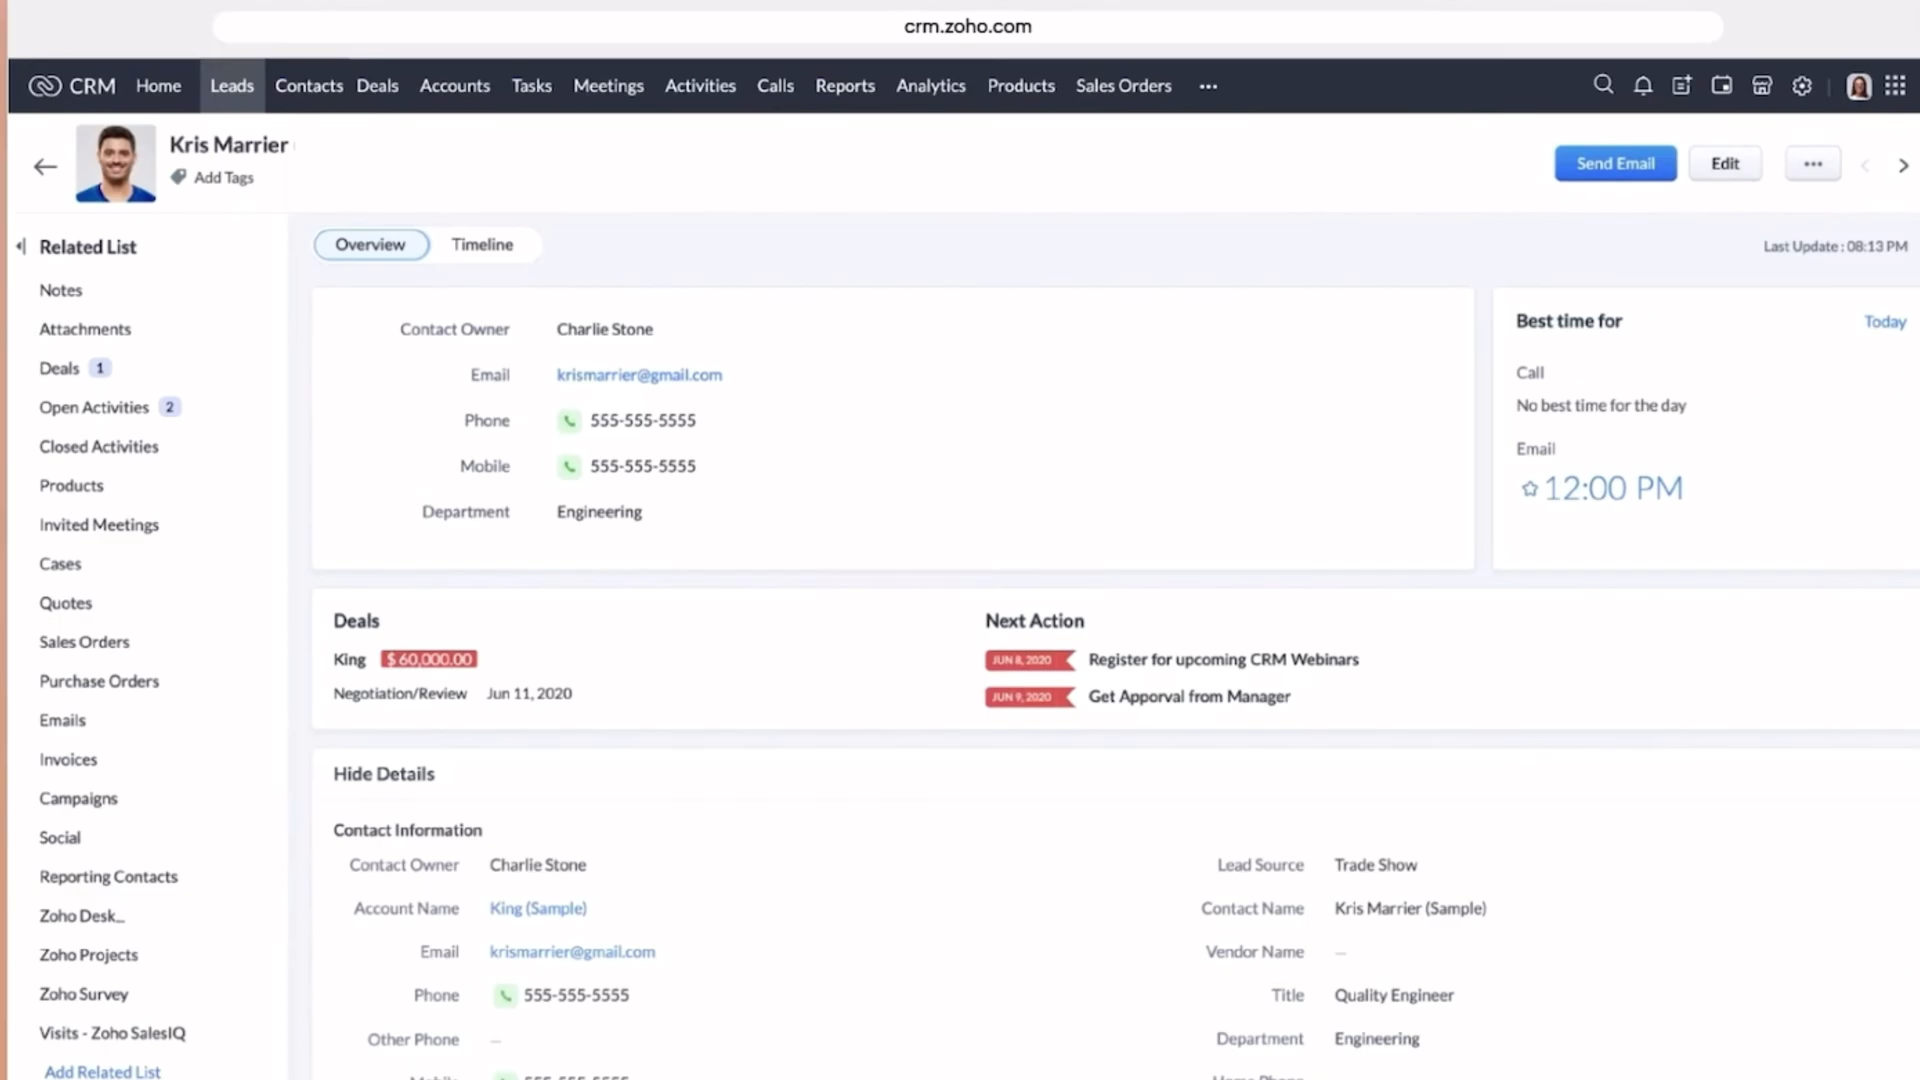 crm.zoho.com
CRM Home Leads Contacts Deals Accounts Tasks Meetings Activities Calls Reports Analytics Products Sales Orders ...
Kris Marrier
Add Tags
Send Email Edit ...
Related List
Notes
Attachments
Deals 1
Open Activities 2
Closed Activities
Products
Invited Meetings
Cases
Quotes
Sales Orders
Purchase Orders
Emails
Invoices
Campaigns
Social
Reporting Contacts
Zoho Desk_
Zoho Projects
Zoho Survey
Visits - Zoho SalesIQ
Add Related List
Overview Timeline
Last Update : 08:13 PM
Contact Owner Charlie Stone
Email krismarrier@gmail.com
Phone 555-555-5555
Mobile 555-555-5555
Department Engineering
Best time for Today
Call
No best time for the day
Email
12:00 PM
Deals
King $ 60,000.00
Negotiation/Review Jun 11, 2020
Next Action
JUN 8, 2020 Register for upcoming CRM Webinars
JUN 9, 2020 Get Apporval from Manager
Hide Details
Contact Information
Contact Owner Charlie Stone
Account Name King (Sample)
Email krismarrier@gmail.com
Phone 555-555-5555
Other Phone —
Lead Source Trade Show
Contact Name Kris Marrier (Sample)
Vendor Name —
Title Quality Engineer
Department Engineering